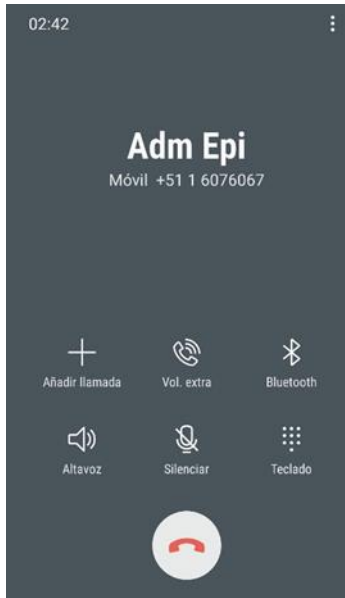 02:42
Adm Epi
Móvil +51 1 6076067
Añadir llamada
Vol. extra
Bluetooth
Altavoz
Silenciar
Teclado